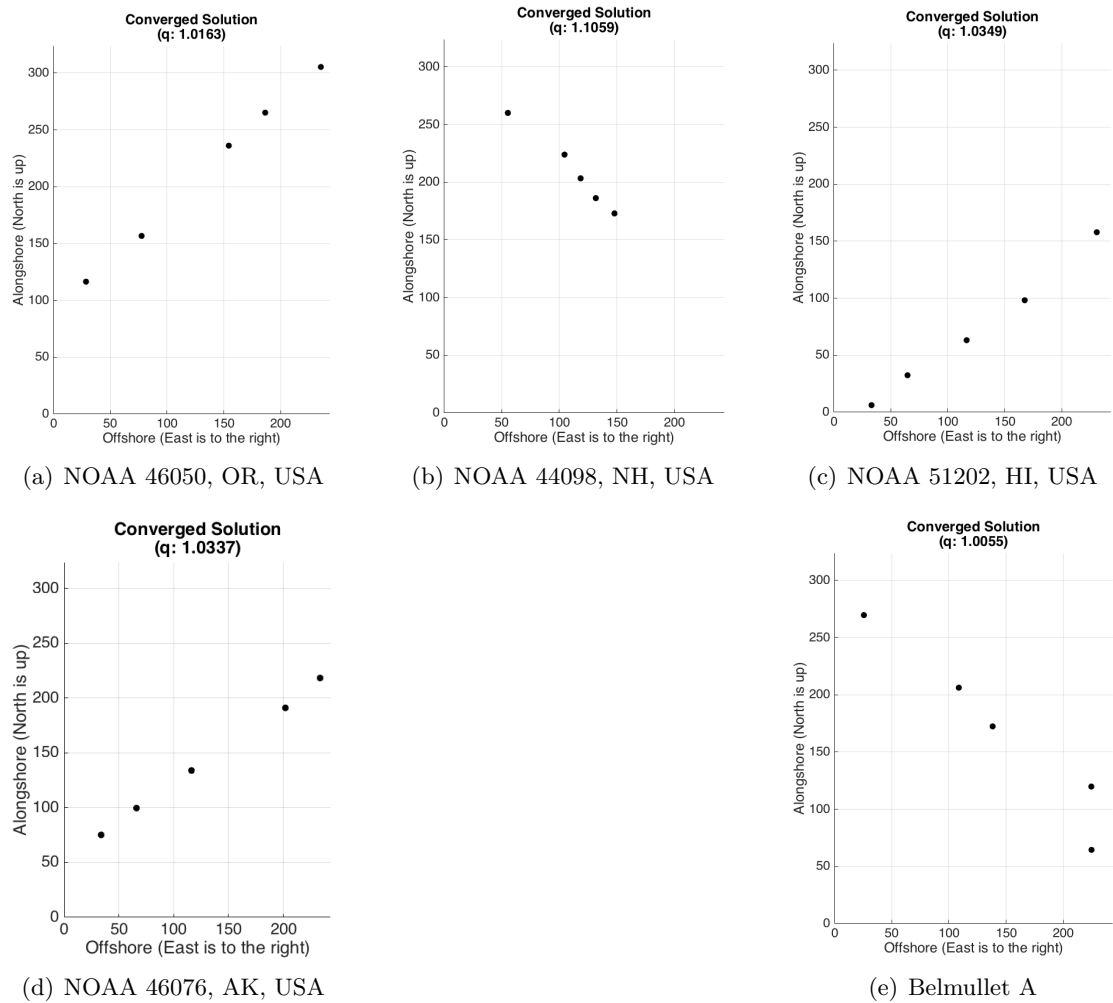 Converged Solution
(q: 1.0163)
300
250
200
150
100
50
0
Alongshore (North is up)
0 50 100 150 200
Offshore (East is to the right)
(a) NOAA 46050, OR, USA
Converged Solution
(q: 1.1059)
300
250
200
150
100
50
0
Alongshore (North is up)
0 50 100 150 200
Offshore (East is to the right)
(b) NOAA 44098, NH, USA
Converged Solution
(q: 1.0349)
300
250
200
150
100
50
0
Alongshore (North is up)
0 50 100 150 200
Offshore (East is to the right)
(c) NOAA 51202, HI, USA
Converged Solution
(q: 1.0337)
300
250
200
150
100
50
0
Alongshore (North is up)
0 50 100 150 200
Offshore (East is to the right)
(d) NOAA 46076, AK, USA
Converged Solution
(q: 1.0055)
300
250
200
150
100
50
0
Alongshore (North is up)
0 50 100 150 200
Offshore (East is to the right)
(e) Belmullet A